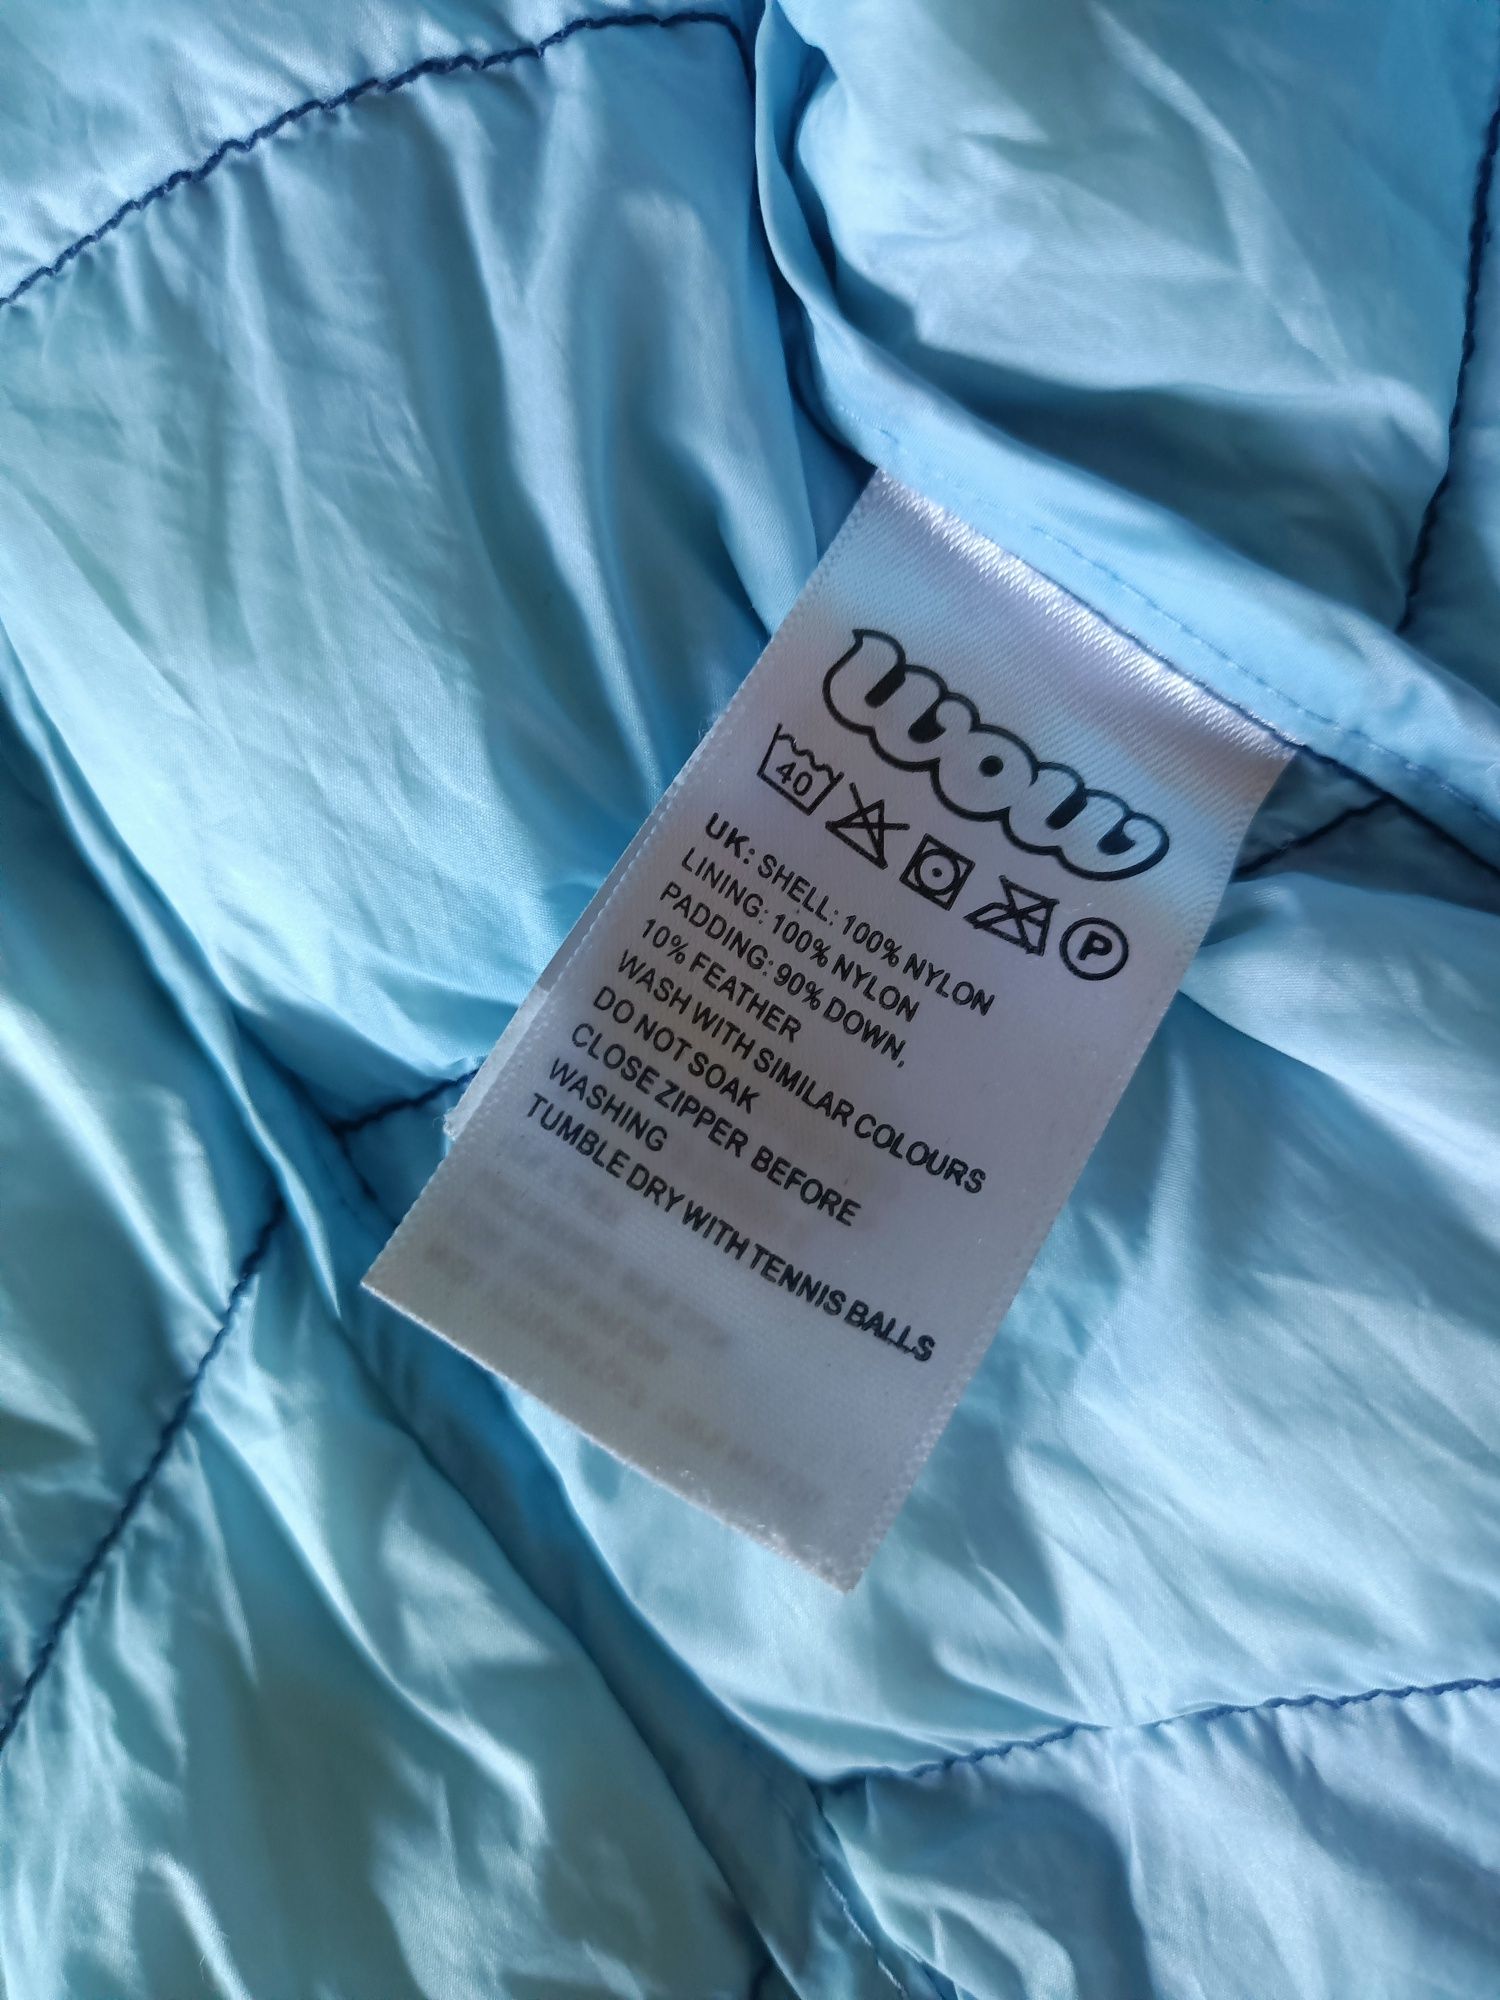 wow
40
P
UK: SHELL: 100% NYLON
LINING: 100% NYLON
PADDING: 90% DOWN,
10% FEATHER
WASH WITH SIMILAR COLOURS
DO NOT SOAK
CLOSE ZIPPER BEFORE
WASHING
TUMBLE DRY WITH TENNIS BALLS